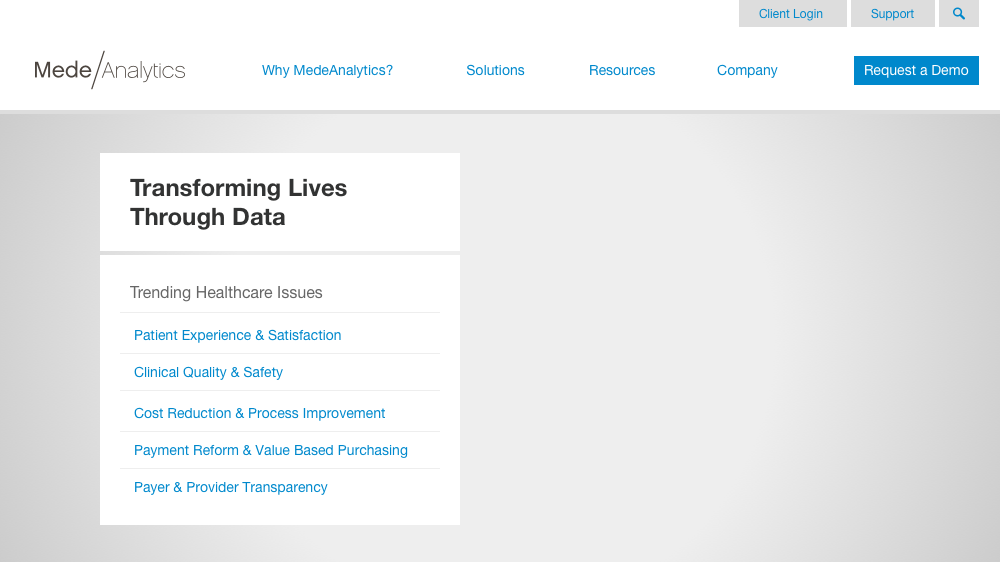 Client Login
Support
Mede/Analytics
Why MedeAnalytics?
Solutions
Resources
Company
Request a Demo
Transforming Lives
Through Data
Trending Healthcare Issues
Patient Experience & Satisfaction
Clinical Quality & Safety
Cost Reduction & Process Improvement
Payment Reform & Value Based Purchasing
Payer & Provider Transparency